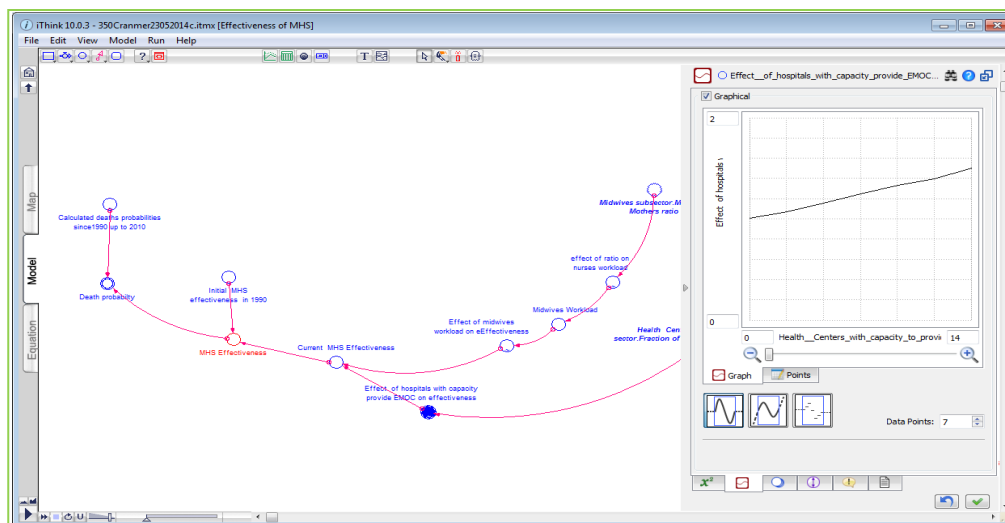 iThink 10.0.3 - 350Cranmer23052014c.itmx [Effectiveness of MHS]
File Edit View Model Run Help
Effect__of_hospitals_with_capacity_provide_EMOC...
Graphical
2
Effect of hospitals
0
0 Health__Centers_with_capacity_to_provi 14
Graph Points
Data Points: 7
Map
Model
Equation
Calculated deaths probabilities
since1990 up to 2010
Death probabilty
Initial MHS
effectiveness in 1990
MHS Effectiveness
Current MHS Effectiveness
Effect of midwives
workload on eEffectiveness
Midwives Workload
effect of ratio on
nurses workload
Midwives subsector.M
Mothers ratio
Health Cen
sector.Fraction of
Effect of hospitals with capacity
provide EMOC on effectiveness
T
U
x²